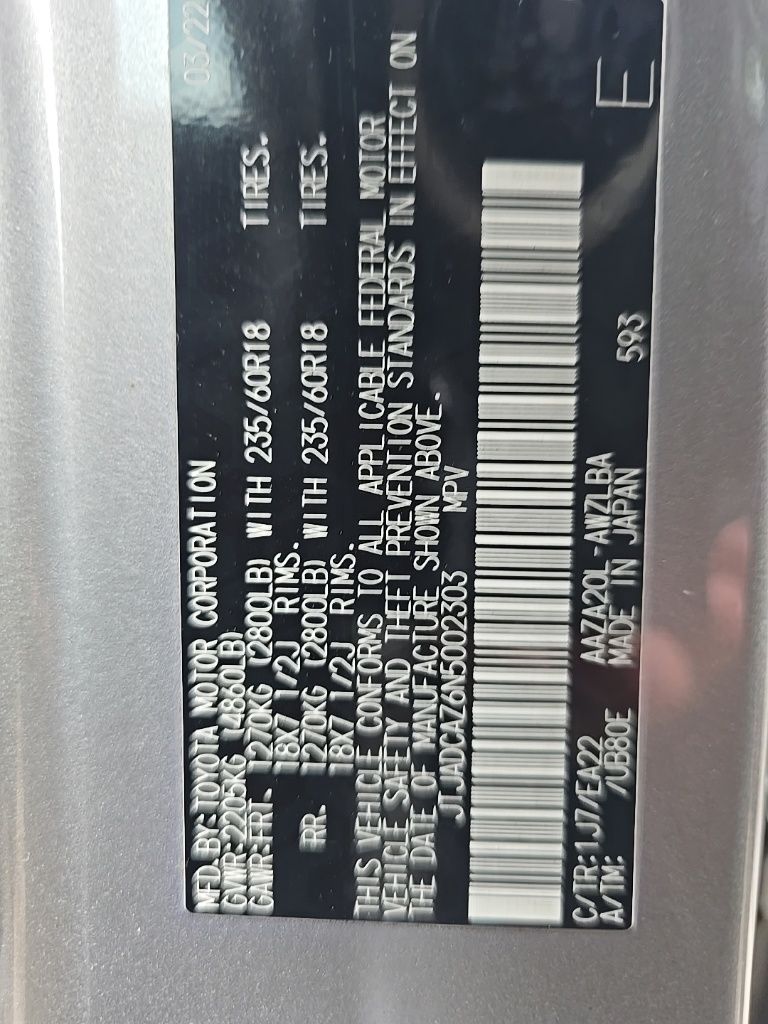 MFD.BY:TOYOTA MOTOR CORPORATION 03/22
GVWR:2205KG (4860LB)
GAWR:FRT. 1270KG (2800LB) WITH 235/60R18 TIRES.
18X7 1/2J RIMS.
RR. 1270KG (2800LB) WITH 235/60R18 TIRES.
18X7 1/2J RIMS.
THIS VEHICLE CONFORMS TO ALL APPLICABLE FEDERAL MOTOR
VEHICLE SAFETY AND THEFT PREVENTION STANDARDS IN EFFECT ON
THE DATE OF MANUFACTURE SHOWN ABOVE.
JTJADCAZ6N5002303 MPV
C/TR:1J7/EA22 AAZA20L-AWZLBA E
A/TM: /UB80E MADE IN JAPAN 593